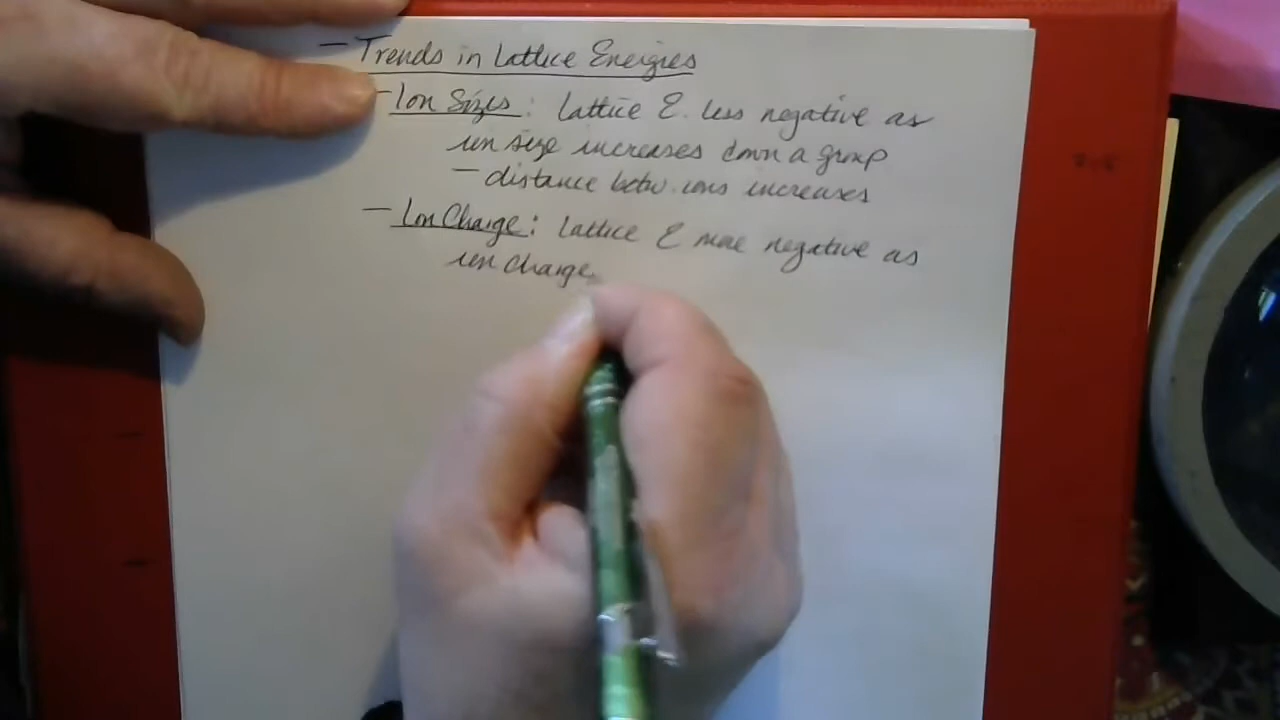 - Trends in Lattice Energies
- Ion Sizes: Lattice E. less negative as
ion size increases down a group
- distance betw. ions increases
- Ion Charge: Lattice E more negative as
ion charge